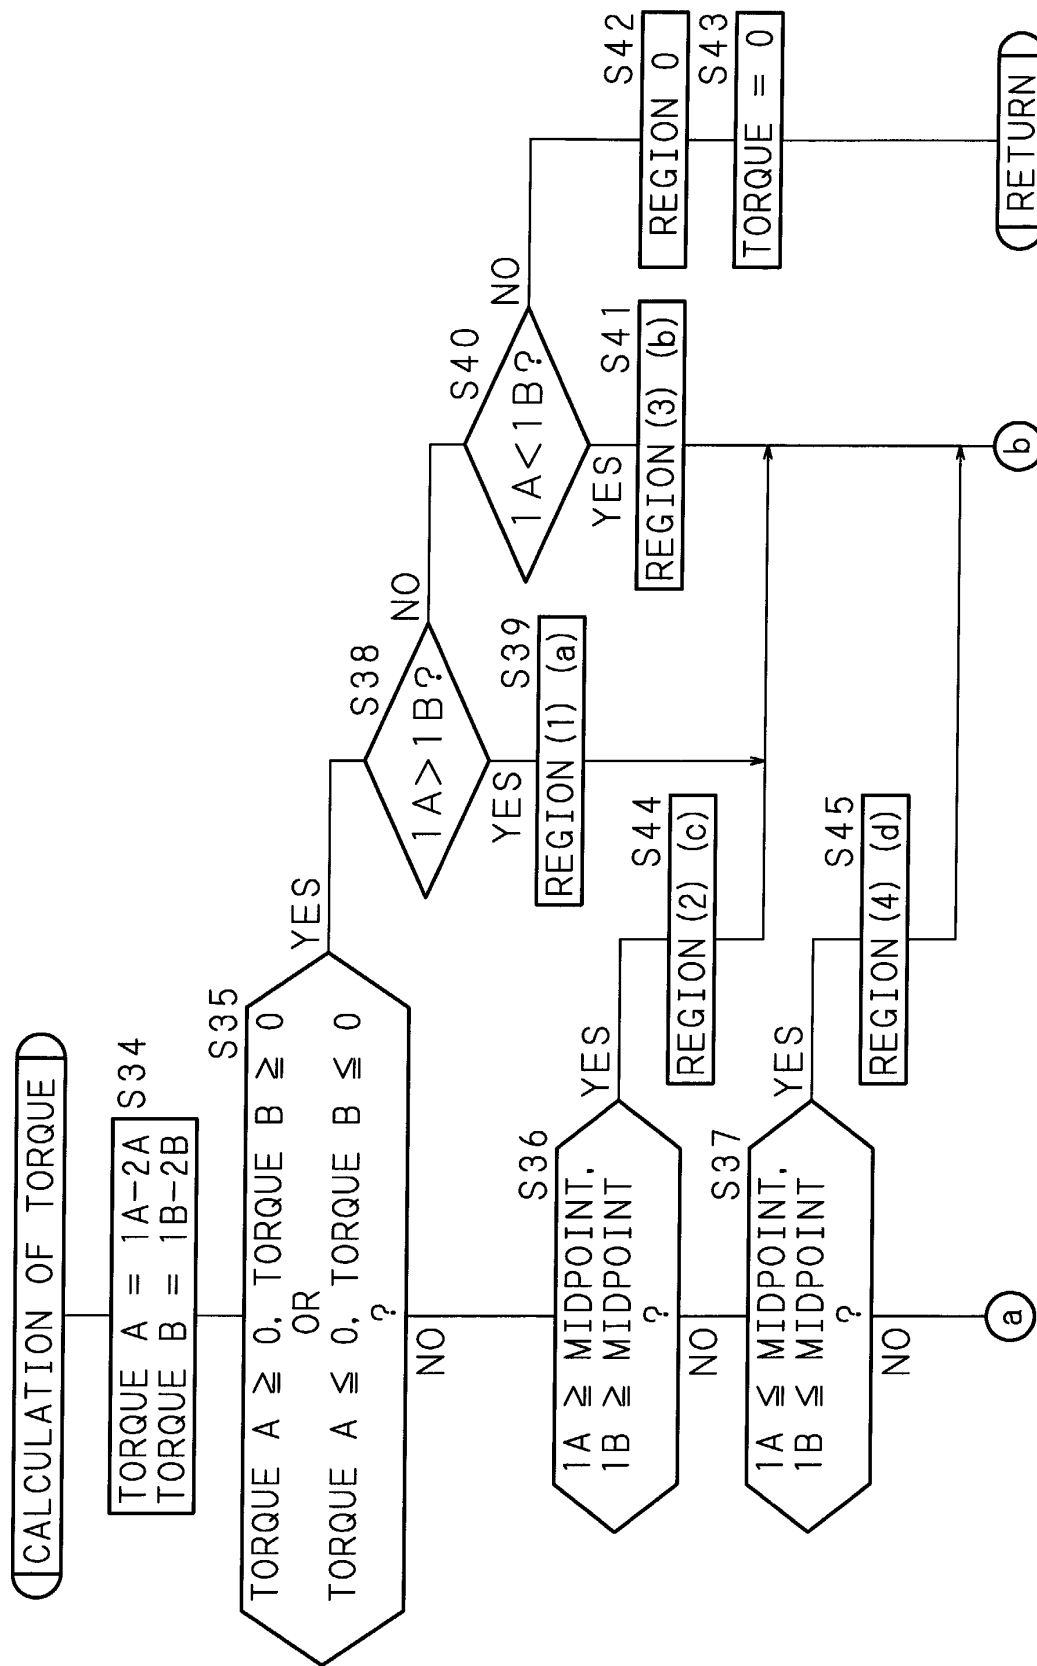 CALCULATION OF TORQUE
S34
TORQUE A = 1A-2A
TORQUE B = 1B-2B
S35
TORQUE A ≧ 0, TORQUE B ≧ 0
OR
TORQUE A ≦ 0, TORQUE B ≦ 0
?
YES
NO
S38
1A>1B?
NO
YES
S39
REGION (1) (a)
S40
1A<1B?
NO
YES
S41
REGION (3) (b)
S42
REGION 0
S43
TORQUE = 0
RETURN
S36
1A ≧ MIDPOINT,
1B ≧ MIDPOINT
?
YES
NO
S44
REGION (2) (c)
S37
1A ≦ MIDPOINT,
1B ≦ MIDPOINT
?
YES
NO
S45
REGION (4) (d)
a
b